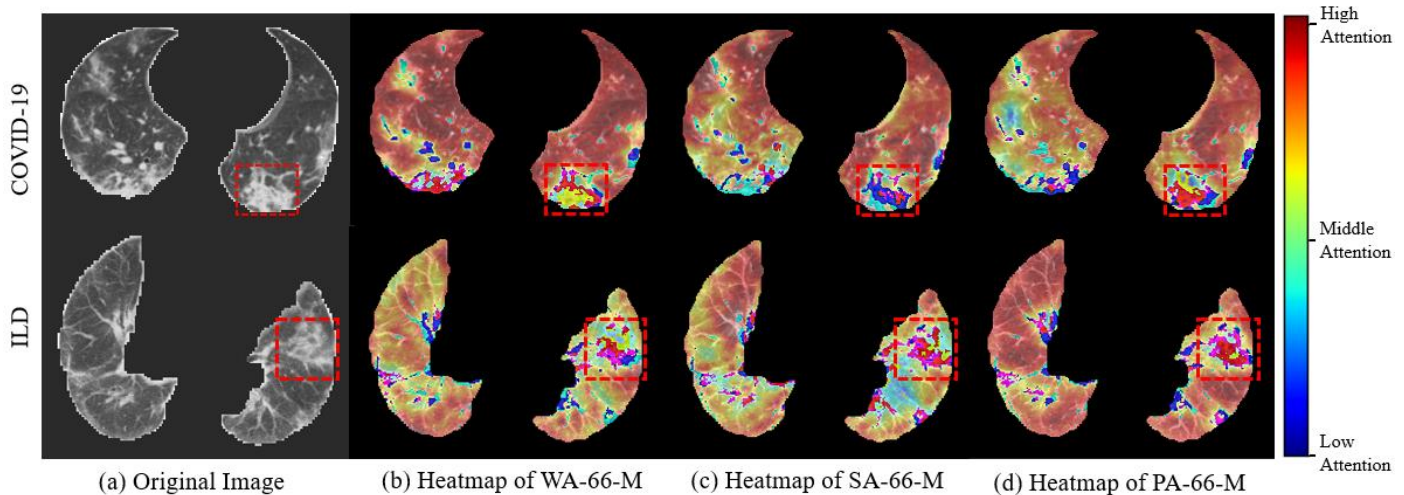 COVID-19
ILD
High
Attention
Middle
Attention
Low
Attention
(a) Original Image
(b) Heatmap of WA-66-M
(c) Heatmap of SA-66-M
(d) Heatmap of PA-66-M